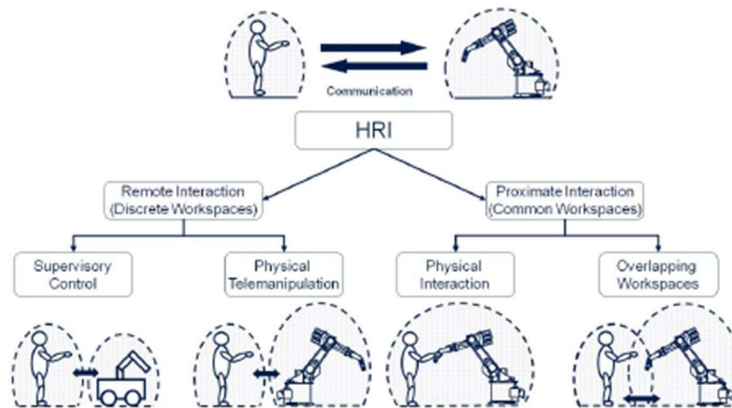 Communication
HRI
Remote Interaction
(Discrete Workspaces)
Proximate Interaction
(Common Workspaces)
Supervisory
Control
Physical
Telemanipulation
Physical
Interaction
Overlapping
Workspaces